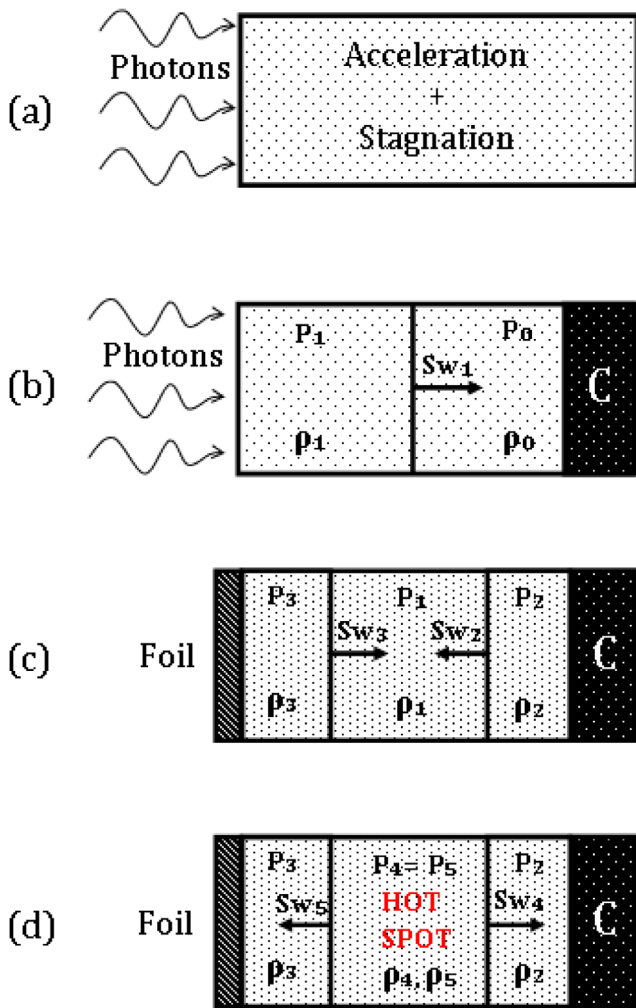 (a)
Photons
Acceleration
+
Stagnation
(b)
Photons
P₁
P₀
Sw₁
C
ρ₁
ρ₀
(c)
Foil
P₃
P₁
P₂
Sw₃
Sw₂
C
ρ₃
ρ₁
ρ₂
(d)
Foil
P₃
P₄= P₅
P₂
Sw₅
HOT
SPOT
Sw₄
C
ρ₃
ρ₄, ρ₅
ρ₂